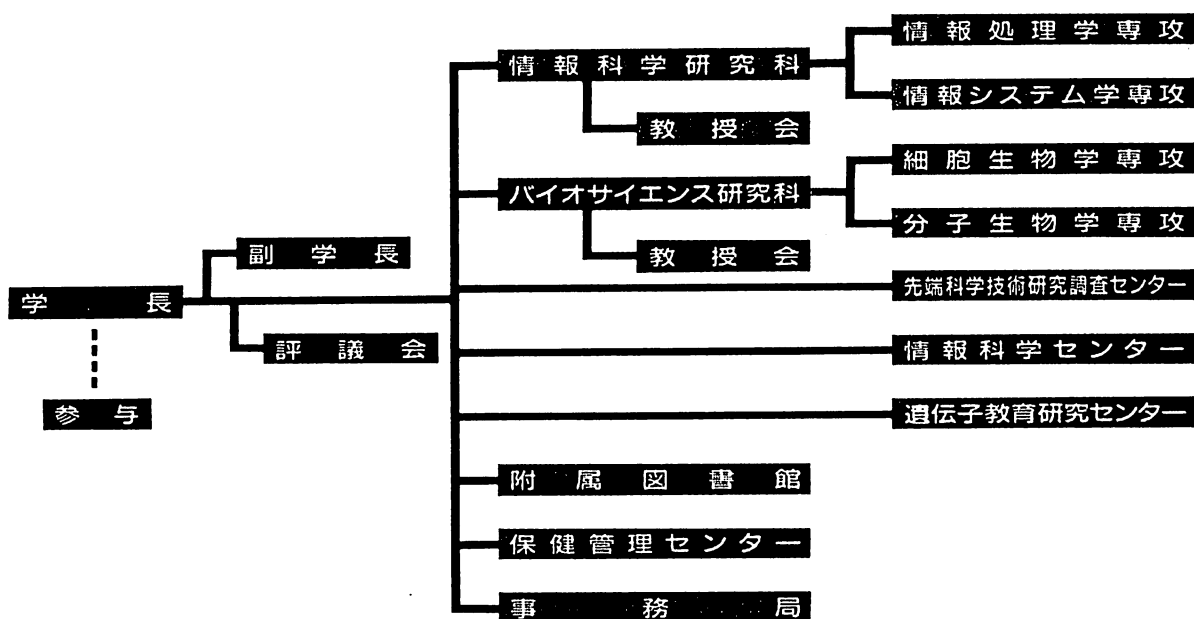 情報処理学専攻
情報科学研究科
情報システム学専攻
教授会
細胞生物学専攻
バイオサイエンス研究科
分子生物学専攻
副学長
教授会
先端科学技術研究調査センター
学長
評議会
情報科学センター
参与
遺伝子教育研究センター
附属図書館
保健管理センター
事務局